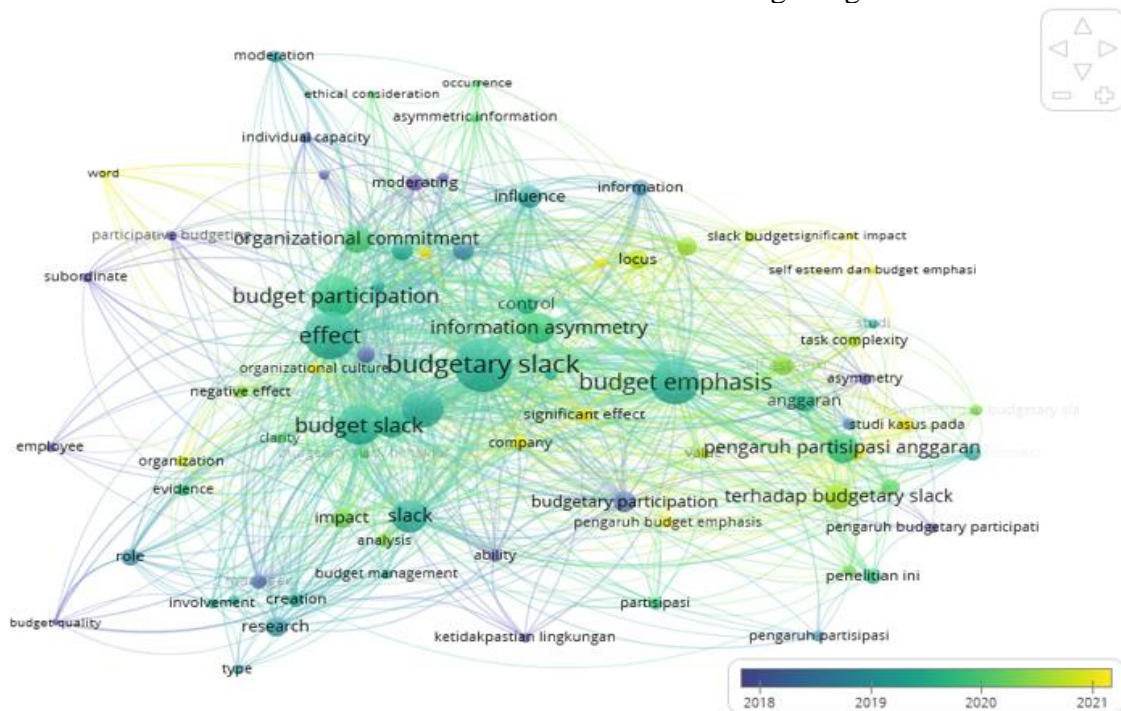 moderation
occurrence
ethical consideration
asymmetric information
individual capacity
word
moderating
information
influence
participative budgeting
organizational commitment
slack budget
significant impact
locus
subordinate
self esteem dan budget emphasi
budget participation
control
effect
information asymmetry
studi
task complexity
organizational culture
budgetary slack
budget emphasis
asymmetry
negative effect
anggaran
budget slack
significant effect
studi kasus pada
clarity
company
employee
pengaruh partisipasi anggaran
value
organization
evidence
budgetary participation
terhadap budgetary slack
impact
slack
pengaruh budget emphasis
pengaruh budgetary participati
analysis
role
ability
budget management
penelitian ini
manager
involvement
creation
partisipasi
budget quality
research
ketidakpastian lingkungan
pengaruh partisipasi
type
2018
2019
2020
2021